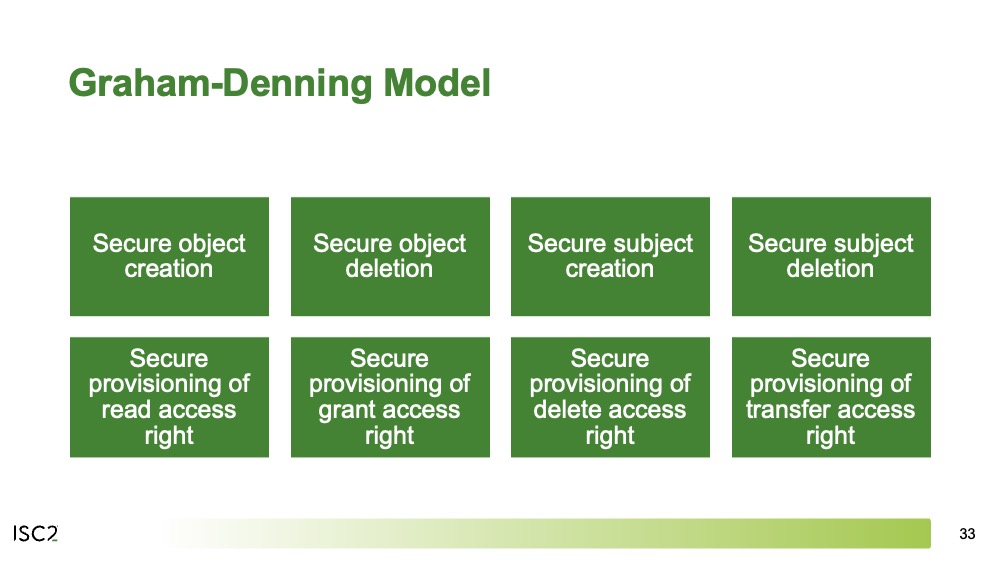 Graham-Denning Model
Secure object
creation
Secure object
deletion
Secure subject
creation
Secure subject
deletion
Secure
provisioning of
read access
right
Secure
provisioning of
grant access
right
Secure
provisioning of
delete access
right
Secure
provisioning of
transfer access
right
ISC2
33